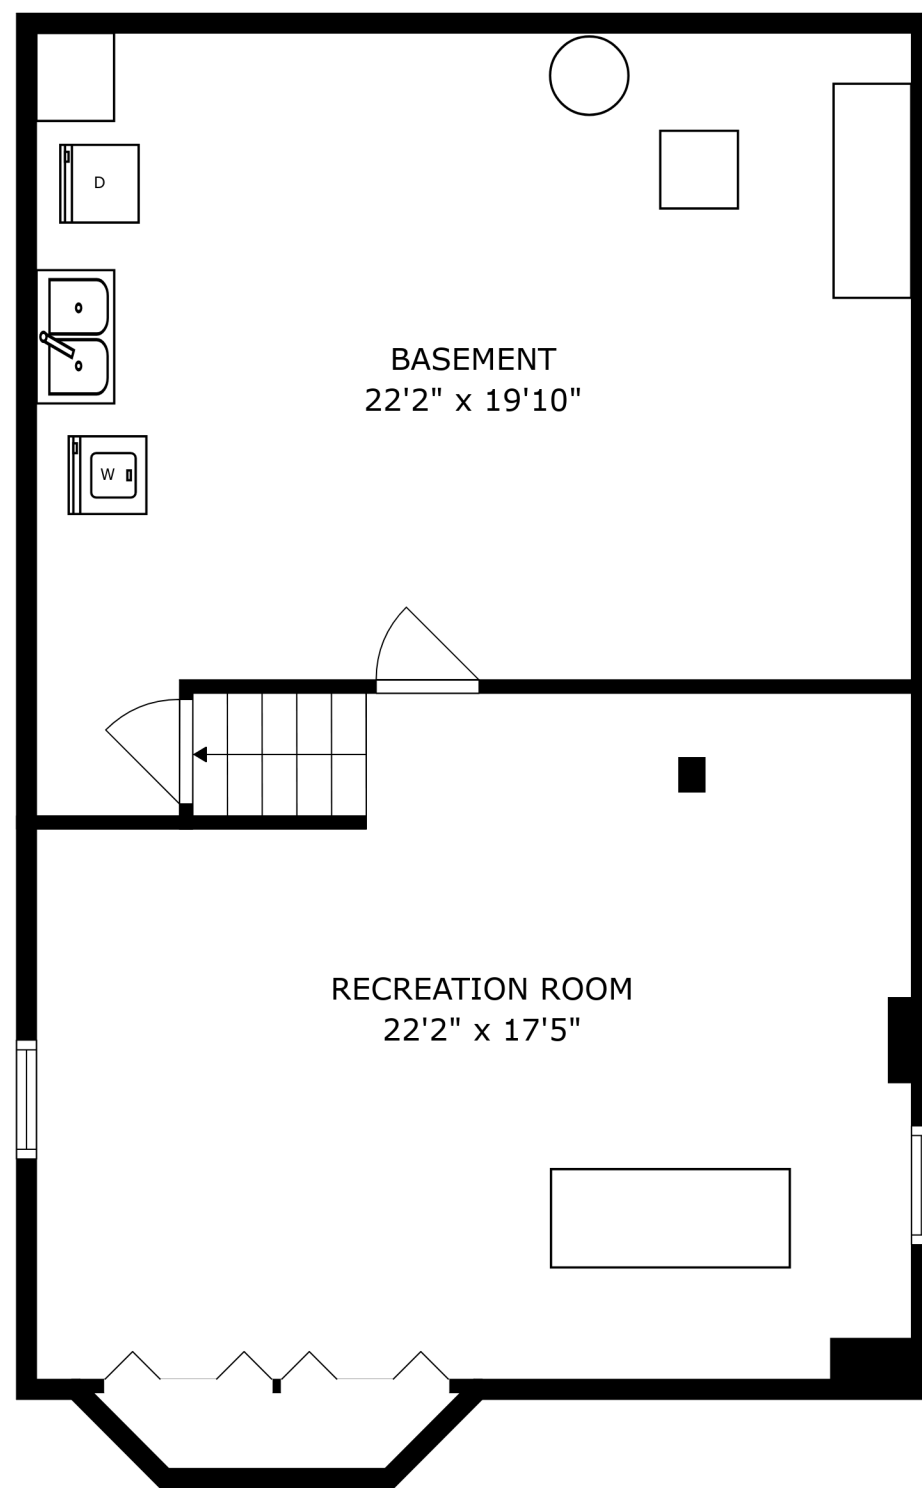 D
BASEMENT
22'2" x 19'10"
W
RECREATION ROOM
22'2" x 17'5"